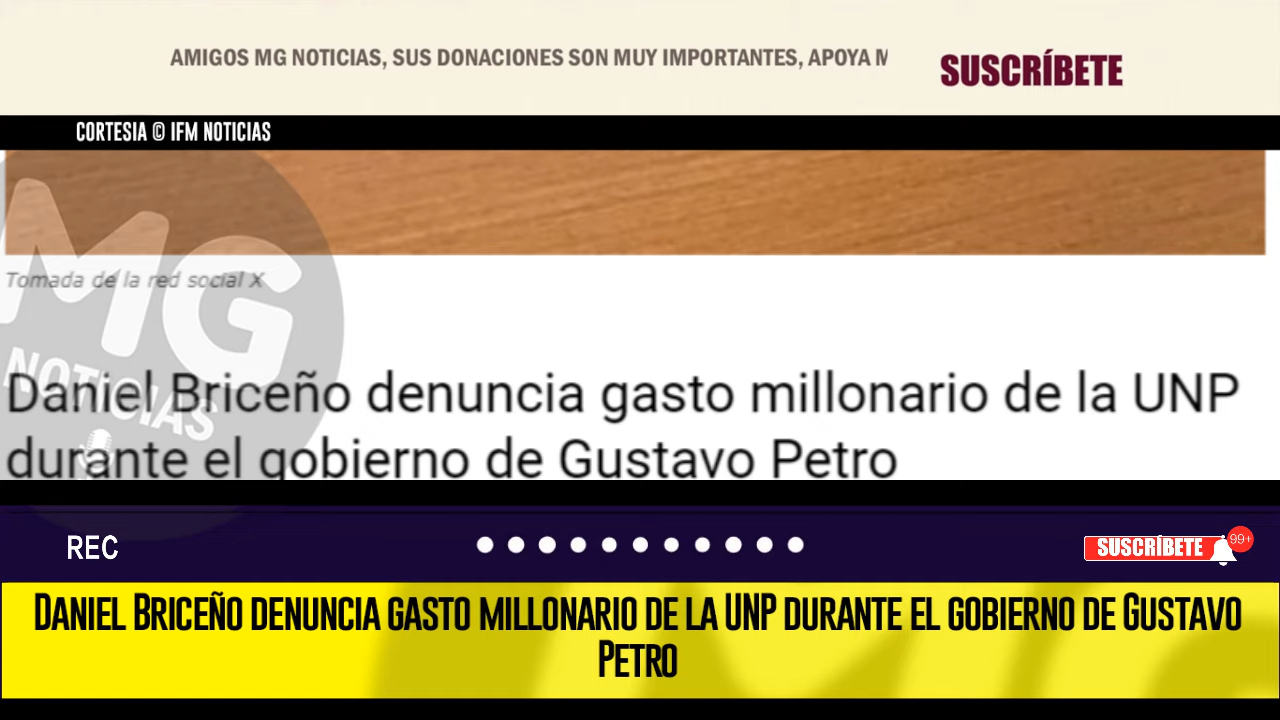 AMIGOS MG NOTICIAS, SUS DONACIONES SON MUY IMPORTANTES, APOYA M
SUSCRÍBETE
CORTESIA © IFM NOTICIAS
Tomada de la red social X
MG
NOTICIAS
Daniel Briceño denuncia gasto millonario de la UNP
durante el gobierno de Gustavo Petro
REC
SUSCRÍBETE
99+
DANIEL BRICEÑO DENUNCIA GASTO MILLONARIO DE LA UNP DURANTE EL GOBIERNO DE GUSTAVO
PETRO